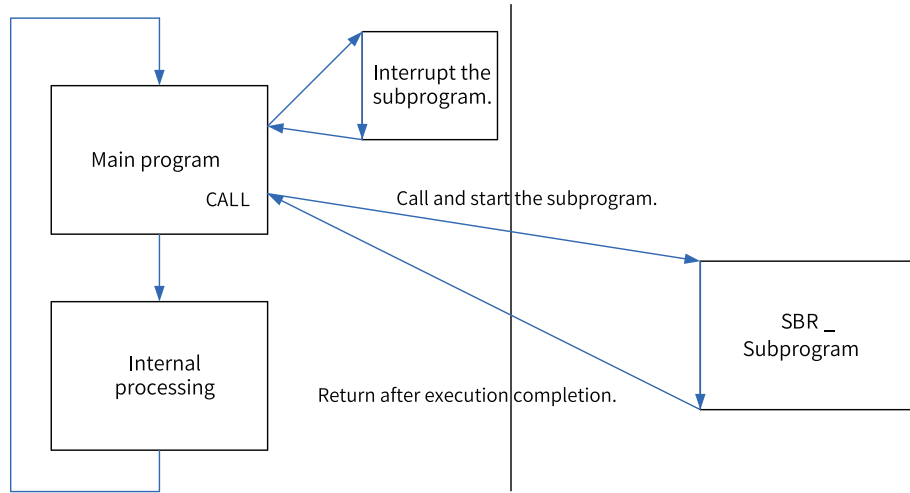 Interrupt the
subprogram.
Main program
CALL
Call and start the subprogram.
SBR _
Subprogram
Internal
processing
Return after execution completion.